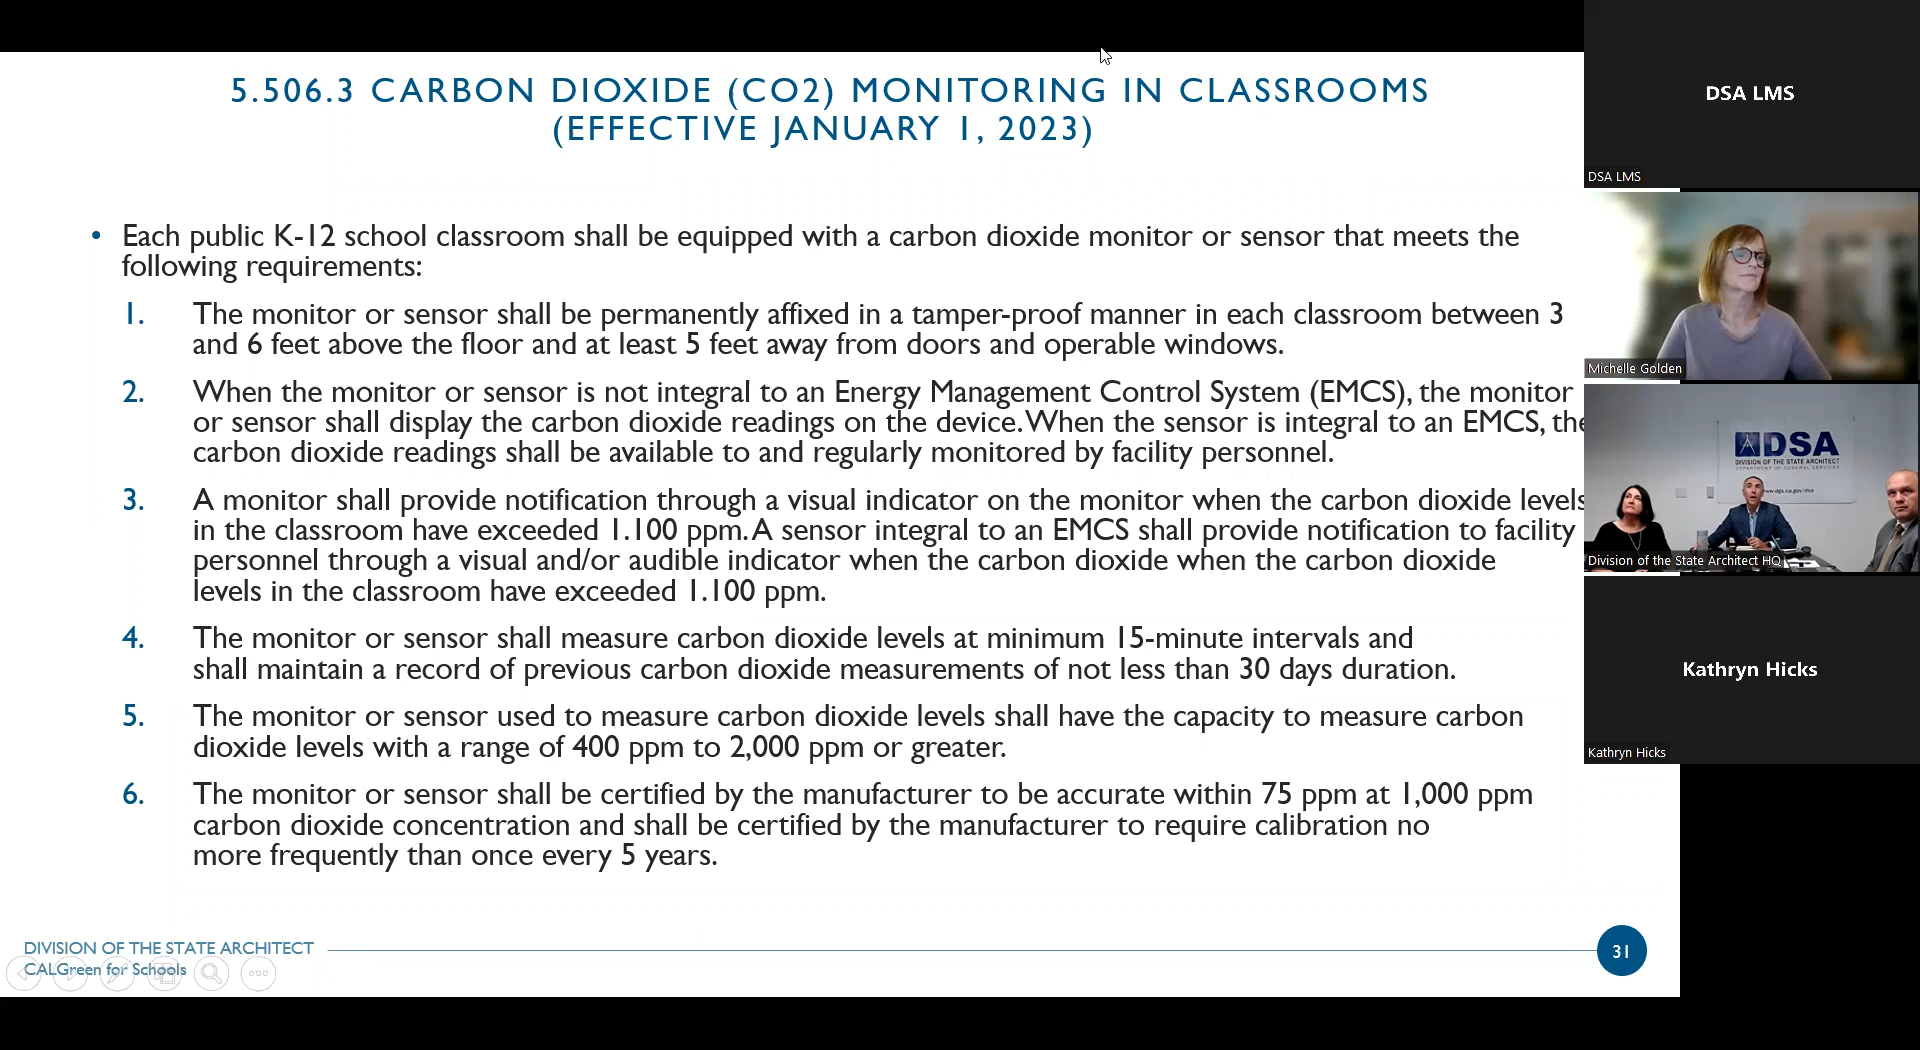 5.506.3 CARBON DIOXIDE (CO2) MONITORING IN CLASSROOMS
(EFFECTIVE JANUARY 1, 2023)
• Each public K-12 school classroom shall be equipped with a carbon dioxide monitor or sensor that meets the
following requirements:
1. The monitor or sensor shall be permanently affixed in a tamper-proof manner in each classroom between 3
and 6 feet above the floor and at least 5 feet away from doors and operable windows.
2. When the monitor or sensor is not integral to an Energy Management Control System (EMCS), the monitor
or sensor shall display the carbon dioxide readings on the device. When the sensor is integral to an EMCS, the
carbon dioxide readings shall be available to and regularly monitored by facility personnel.
3. A monitor shall provide notification through a visual indicator on the monitor when the carbon dioxide levels
in the classroom have exceeded 1.100 ppm. A sensor integral to an EMCS shall provide notification to facility
personnel through a visual and/or audible indicator when the carbon dioxide when the carbon dioxide
levels in the classroom have exceeded 1.100 ppm.
4. The monitor or sensor shall measure carbon dioxide levels at minimum 15-minute intervals and
shall maintain a record of previous carbon dioxide measurements of not less than 30 days duration.
5. The monitor or sensor used to measure carbon dioxide levels shall have the capacity to measure carbon
dioxide levels with a range of 400 ppm to 2,000 ppm or greater.
6. The monitor or sensor shall be certified by the manufacturer to be accurate within 75 ppm at 1,000 ppm
carbon dioxide concentration and shall be certified by the manufacturer to require calibration no
more frequently than once every 5 years.
DIVISION OF THE STATE ARCHITECT
CALGreen for Schools
31
DSA LMS
DSA LMS
Michelle Golden
DSA
DIVISION OF THE STATE ARCHITECT
DEPARTMENT OF GENERAL SERVICES
www.dgs.ca.gov/dsa
Division of the State Architect HQ
Kathryn Hicks
Kathryn Hicks